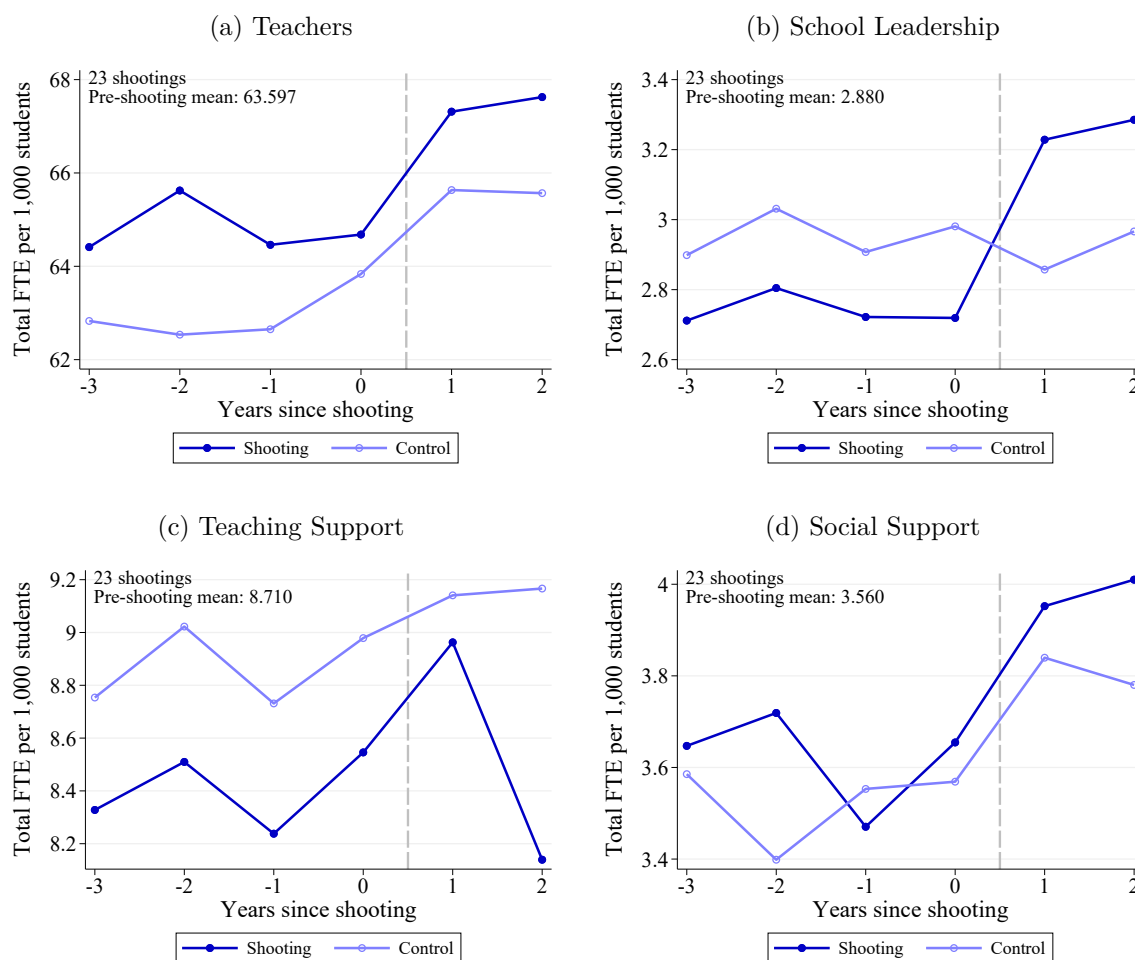 (a) Teachers
23 shootings
Pre-shooting mean: 63.597
Total FTE per 1,000 students
68
66
64
62
-3 -2 -1 0 1 2
Years since shooting
Shooting Control
(b) School Leadership
23 shootings
Pre-shooting mean: 2.880
Total FTE per 1,000 students
3.4
3.2
3
2.8
2.6
-3 -2 -1 0 1 2
Years since shooting
Shooting Control
(c) Teaching Support
23 shootings
Pre-shooting mean: 8.710
Total FTE per 1,000 students
9.2
9
8.8
8.6
8.4
8.2
-3 -2 -1 0 1 2
Years since shooting
Shooting Control
(d) Social Support
23 shootings
Pre-shooting mean: 3.560
Total FTE per 1,000 students
4
3.8
3.6
3.4
-3 -2 -1 0 1 2
Years since shooting
Shooting Control